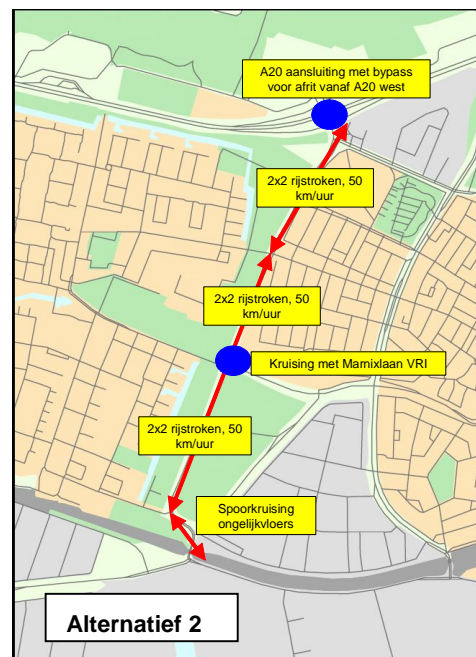 A20 aansluiting met bypass
voor afrit vanaf A20 west
2x2 rijstroken, 50
km/uur
2x2 rijstroken, 50
km/uur
Kruising met Marnixlaan VRI
2x2 rijstroken, 50
km/uur
Spoorkruising
ongelijkvloers
Alternatief 2